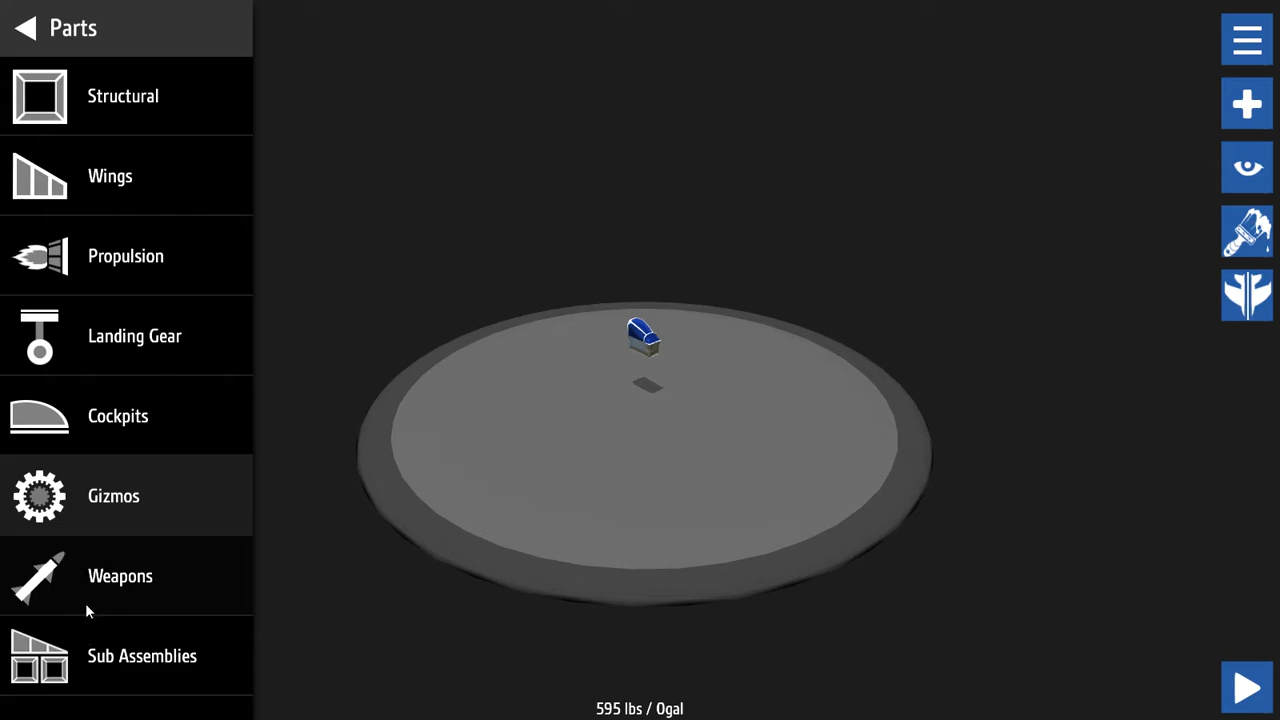 Parts
Structural
Wings
Propulsion
Landing Gear
Cockpits
Gizmos
Weapons
Sub Assemblies
595 lbs / 0gal